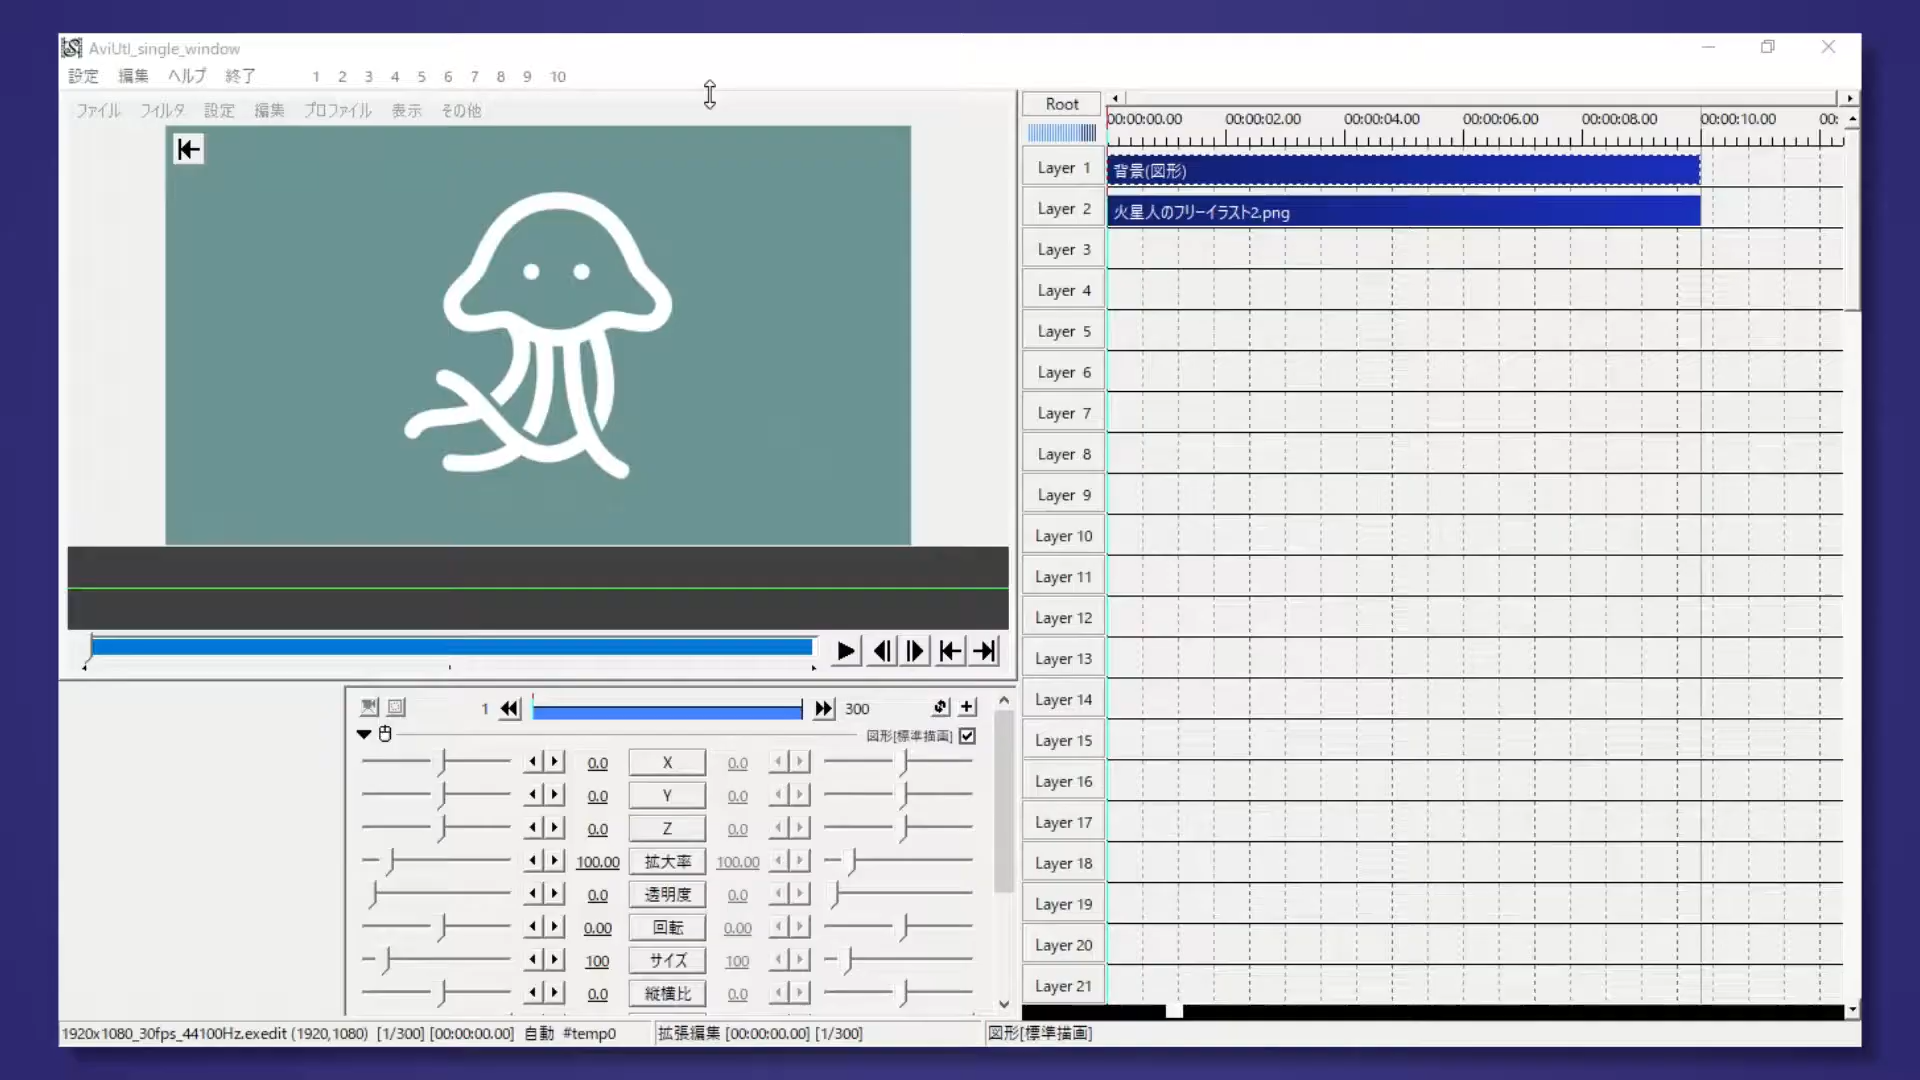 AviUtl_single_window
設定 編集 ヘルプ 終了 1 2 3 4 5 6 7 8 9 10
ファイル フィルタ 設定 編集 プロファイル 表示 その他
Root
00:00:00.00 00:00:02.00 00:00:04.00 00:00:06.00 00:00:08.00 00:00:10.00 00:
Layer 1 背景(図形)
Layer 2 火星人のフリーイラスト2.png
Layer 3
Layer 4
Layer 5
Layer 6
Layer 7
Layer 8
Layer 9
Layer 10
Layer 11
Layer 12
Layer 13
Layer 14
Layer 15
Layer 16
Layer 17
Layer 18
Layer 19
Layer 20
Layer 21
1 300
図形[標準描画]
0.0 X 0.0
0.0 Y 0.0
0.0 Z 0.0
100.00 拡大率 100.00
0.0 透明度 0.0
0.00 回転 0.00
100 サイズ 100
0.0 縦横比 0.0
1920x1080_30fps_44100Hz.exedit (1920,1080) [1/300] [00:00:00.00] 自動 #temp0 拡張編集 [00:00:00.00] [1/300] 図形[標準描画]